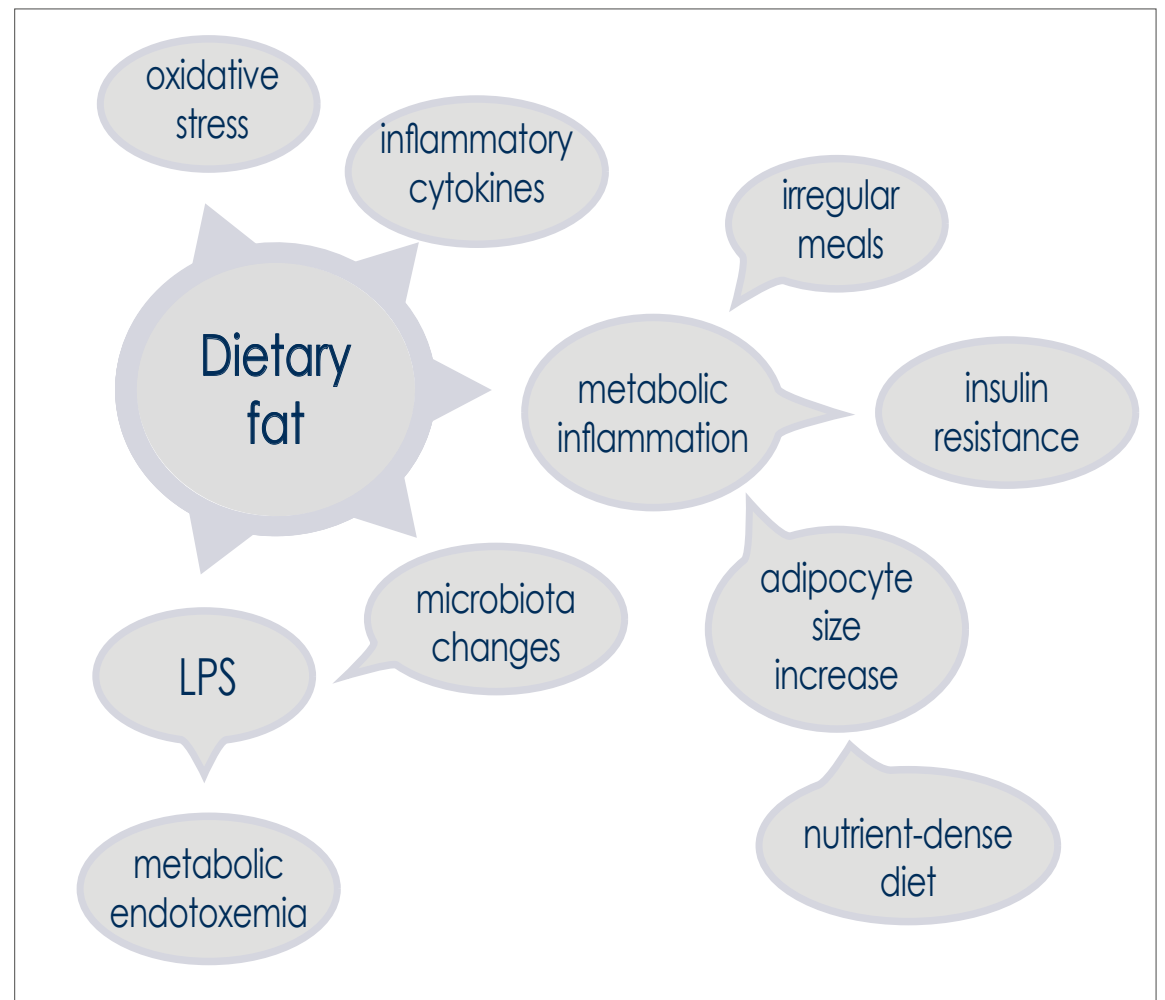 oxidative
stress
inflammatory
cytokines
irregular
meals
Dietary
fat
metabolic
inflammation
insulin
resistance
microbiota
changes
adipocyte
size
increase
LPS
nutrient-dense
diet
metabolic
endotoxemia